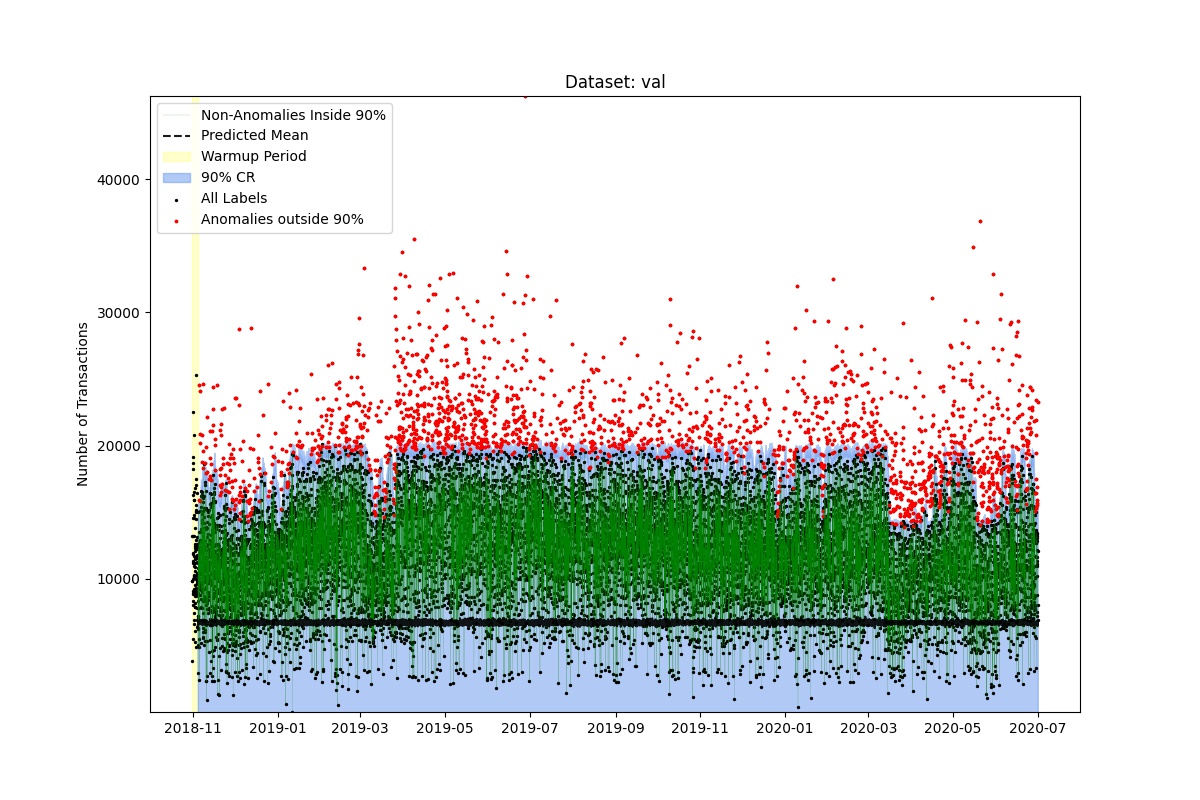 Dataset: val
Non-Anomalies Inside 90%
Predicted Mean
Warmup Period
90% CR
All Labels
Anomalies outside 90%
Number of Transactions
40000
30000
20000
10000
2018-11 2019-01 2019-03 2019-05 2019-07 2019-09 2019-11 2020-01 2020-03 2020-05 2020-07